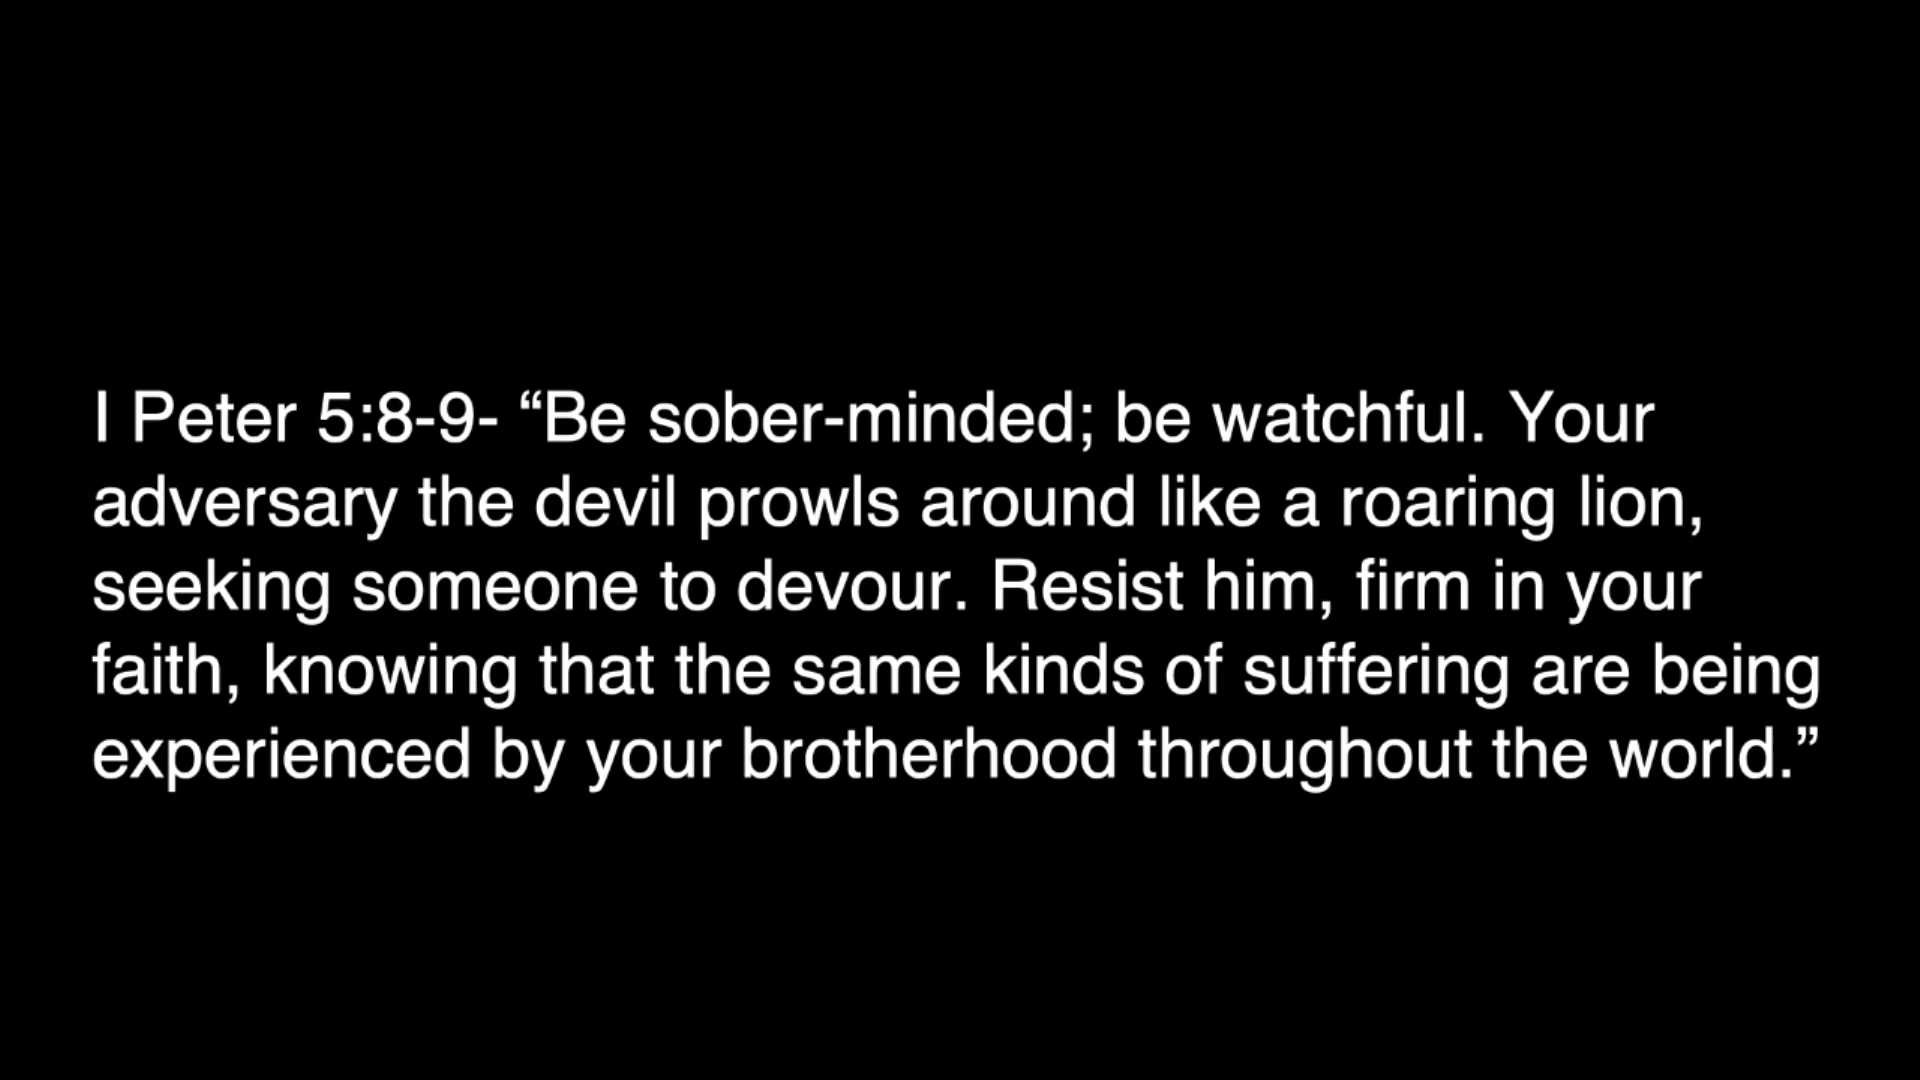 I Peter 5:8-9- “Be sober-minded; be watchful. Your
adversary the devil prowls around like a roaring lion,
seeking someone to devour. Resist him, firm in your
faith, knowing that the same kinds of suffering are being
experienced by your brotherhood throughout the world.”